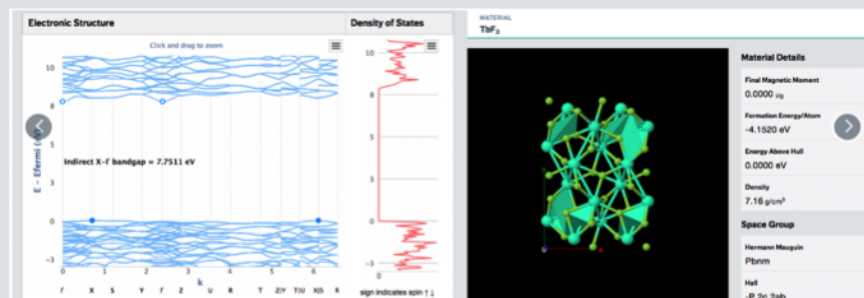 Electronic Structure
Density of States
Click and drag to zoom
10
8
5
3
0
-3
E - Efermi (eV)
Indirect X-Γ bandgap = 7.7511 eV
0 1 2 3 4 5 6
k
Γ X S Y Γ Z U R T Z|Y T|U X|S R
10
8
5
3
0
-3
0
sign indicates spin ↑↓
MATERIAL
TbF₃
Material Details
Final Magnetic Moment
0.0000 μB
Formation Energy/Atom
-4.1520 eV
Energy Above Hull
0.0000 eV
Density
7.16 g/cm³
Space Group
Hermann Mauguin
Pbnm
Hall
-P 2c 2ab